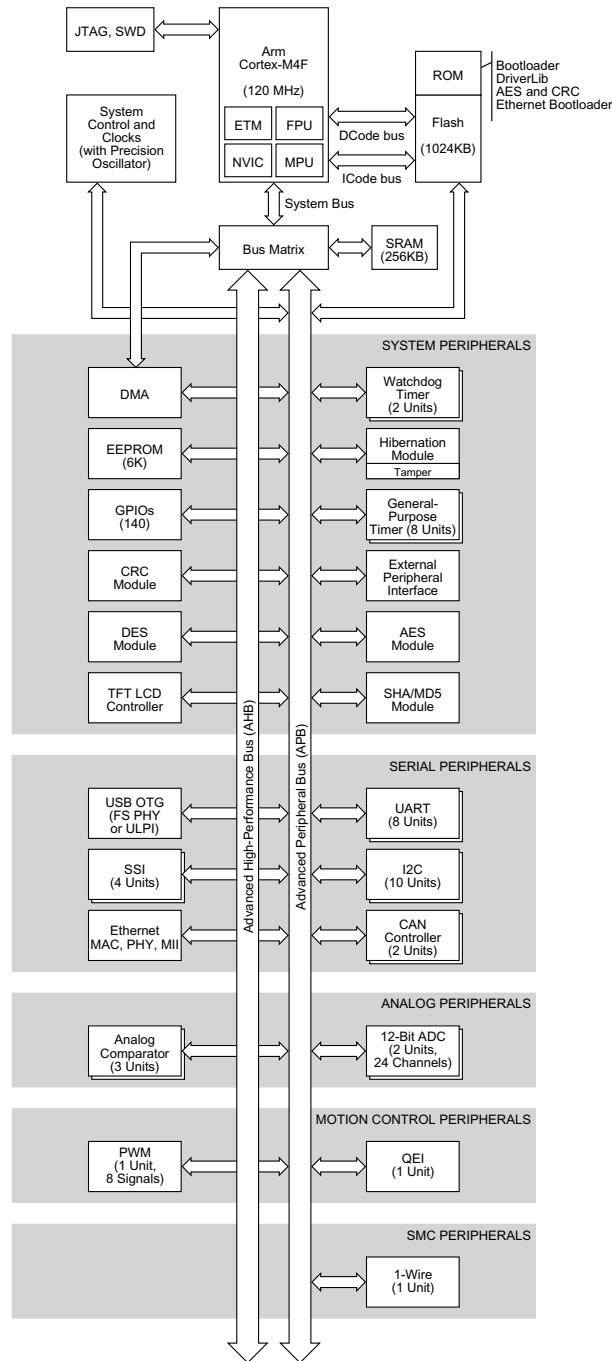 JTAG, SWD
Arm
Cortex-M4F
(120 MHz)
ETM
FPU
NVIC
MPU
ROM
Flash
(1024KB)
Bootloader
DriverLib
AES and CRC
Ethernet Bootloader
System
Control and
Clocks
(with Precision
Oscillator)
DCode bus
ICode bus
System Bus
Bus Matrix
SRAM
(256KB)
SYSTEM PERIPHERALS
DMA
Watchdog
Timer
(2 Units)
EEPROM
(6K)
Hibernation
Module
Tamper
GPIOs
(140)
General-
Purpose
Timer (8 Units)
CRC
Module
External
Peripheral
Interface
DES
Module
AES
Module
TFT LCD
Controller
SHA/MD5
Module
Advanced High-Performance Bus (AHB)
Advanced Peripheral Bus (APB)
SERIAL PERIPHERALS
USB OTG
(FS PHY
or ULPI)
UART
(8 Units)
SSI
(4 Units)
I2C
(10 Units)
Ethernet
MAC, PHY, MII
CAN
Controller
(2 Units)
ANALOG PERIPHERALS
Analog
Comparator
(3 Units)
12-Bit ADC
(2 Units,
24 Channels)
MOTION CONTROL PERIPHERALS
PWM
(1 Unit,
8 Signals)
QEI
(1 Unit)
SMC PERIPHERALS
1-Wire
(1 Unit)